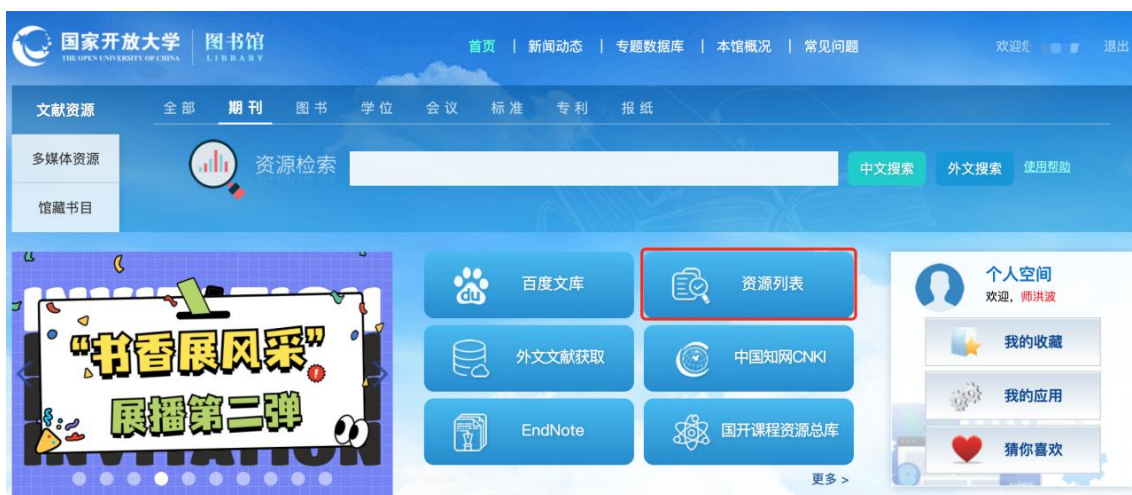 国家开放大学 图书馆
THE OPEN UNIVERSITY OF CHINA LIBRARY
首页 | 新闻动态 | 专题数据库 | 本馆概况 | 常见问题
欢迎您 退出
文献资源
全部 期刊 图书 学位 会议 标准 专利 报纸
多媒体资源
馆藏书目
资源检索
中文搜索 外文搜索 使用帮助
INVITATION
“书香展风采”
展播第二弹
INVITATION
du 百度文库
资源列表
外文文献获取
中国知网CNKI
EndNote
国开课程资源总库
更多 >
个人空间
欢迎, 师洪波
我的收藏
我的应用
猜你喜欢